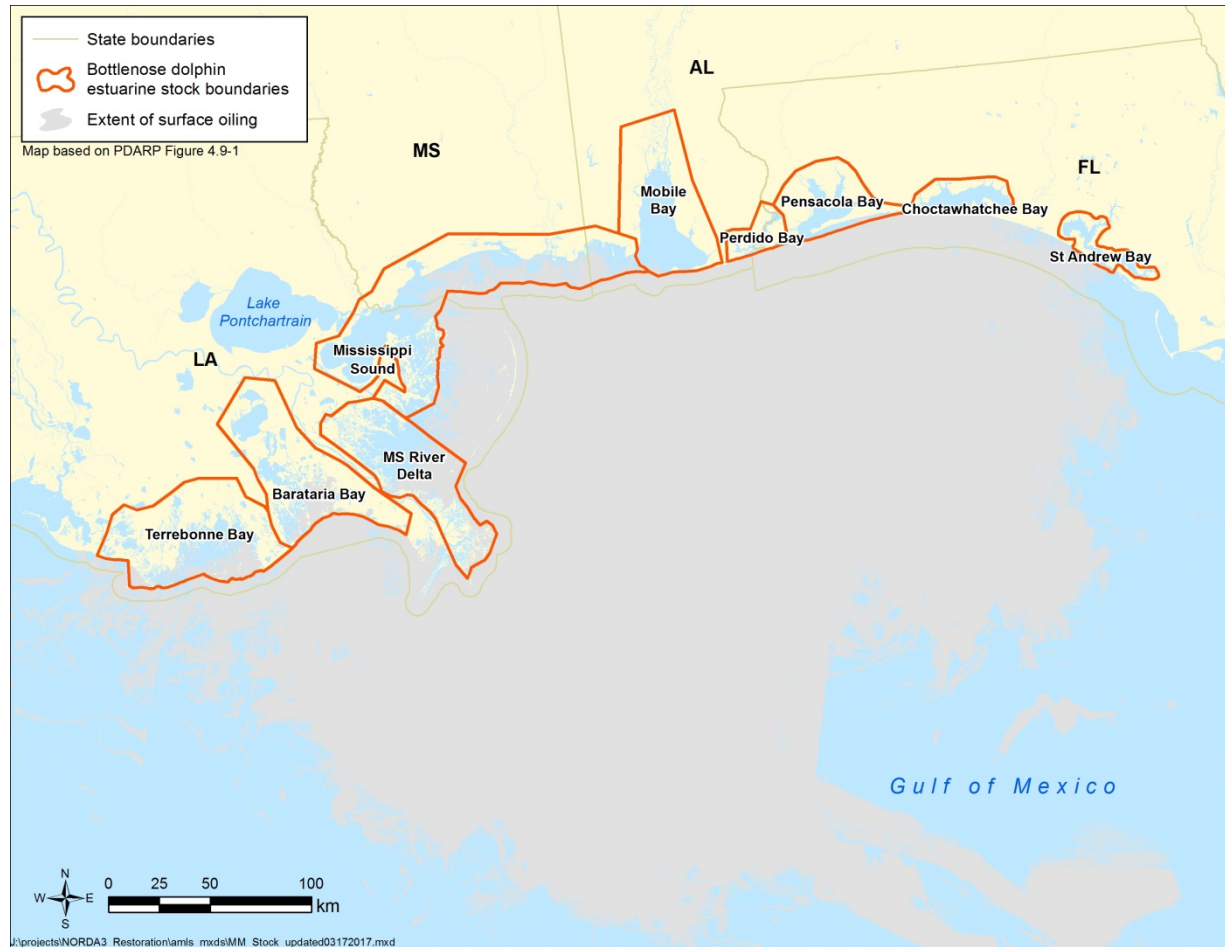 State boundaries
Bottlenose dolphin
estuarine stock boundaries
Extent of surface oiling
Map based on PDARP Figure 4.9-1
AL
MS
FL
LA
Mobile
Bay
Pensacola Bay
Choctawhatchee Bay
Perdido Bay
St Andrew Bay
Lake
Pontchartrain
Mississippi
Sound
MS River
Delta
Barataria Bay
Terrebonne Bay
Gulf of Mexico
N
W E
S
0 25 50 100
km
J:\projects\NORDA3_Restoration\amls_mxds\MM_Stock_updated03172017.mxd